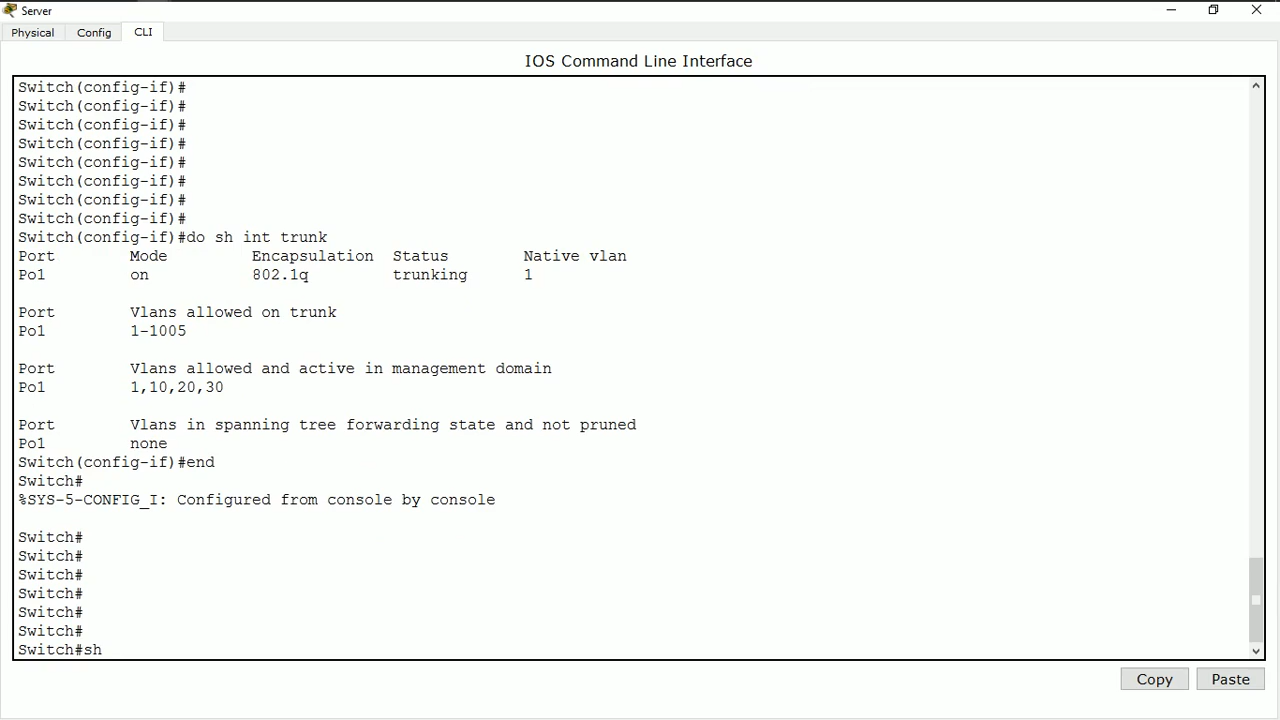 Server
Physical Config CLI
IOS Command Line Interface
Switch(config-if)#
Switch(config-if)#
Switch(config-if)#
Switch(config-if)#
Switch(config-if)#
Switch(config-if)#
Switch(config-if)#
Switch(config-if)#
Switch(config-if)#do sh int trunk
Port        Mode         Encapsulation  Status        Native vlan
Po1         on           802.1q         trunking      1

Port        Vlans allowed on trunk
Po1         1-1005

Port        Vlans allowed and active in management domain
Po1         1,10,20,30

Port        Vlans in spanning tree forwarding state and not pruned
Po1         none
Switch(config-if)#end
Switch#
%SYS-5-CONFIG_I: Configured from console by console

Switch#
Switch#
Switch#
Switch#
Switch#
Switch#
Switch#sh
Copy Paste